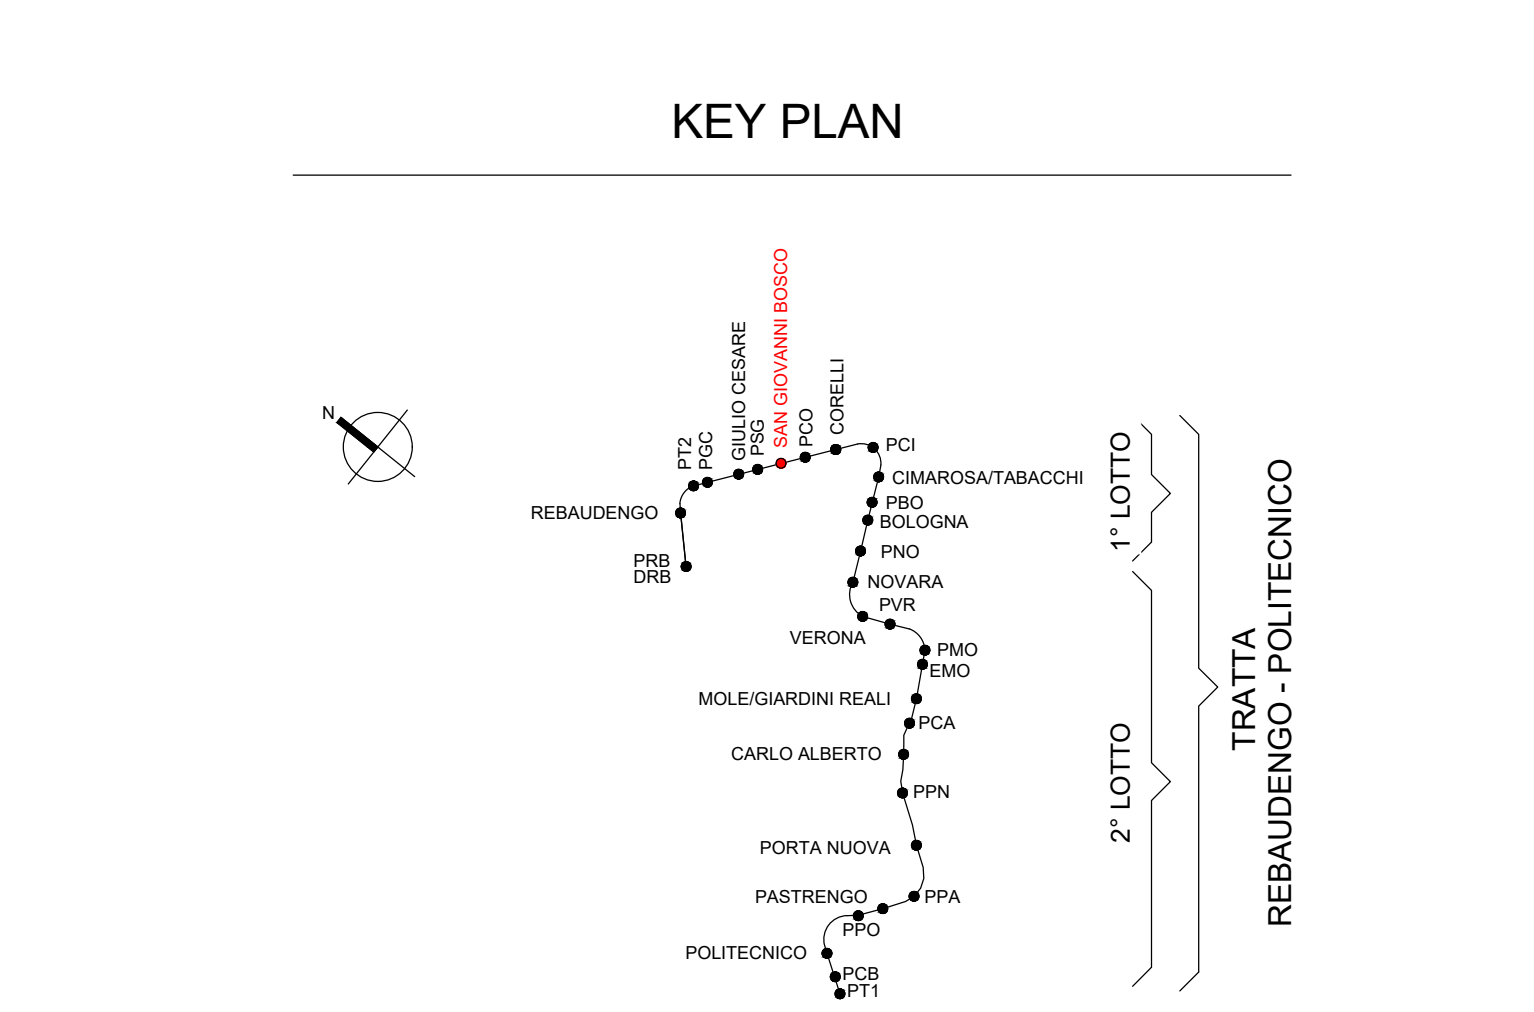 KEY PLAN
N
SAN GIOVANNI BOSCO
GIULIO CESARE
CORELLI
PSG
PCO
PT2
PGC
PCI
CIMAROSA/TABACCHI
REBAUDENGO
PBO
BOLOGNA
PNO
PRB
DRB
NOVARA
PVR
VERONA
PMO
EMO
MOLE/GIARDINI REALI
PCA
CARLO ALBERTO
PPN
PORTA NUOVA
PASTRENGO
PPA
PPO
POLITECNICO
PCB
PT1
1° LOTTO
2° LOTTO
TRATTA
REBAUDENGO - POLITECNICO